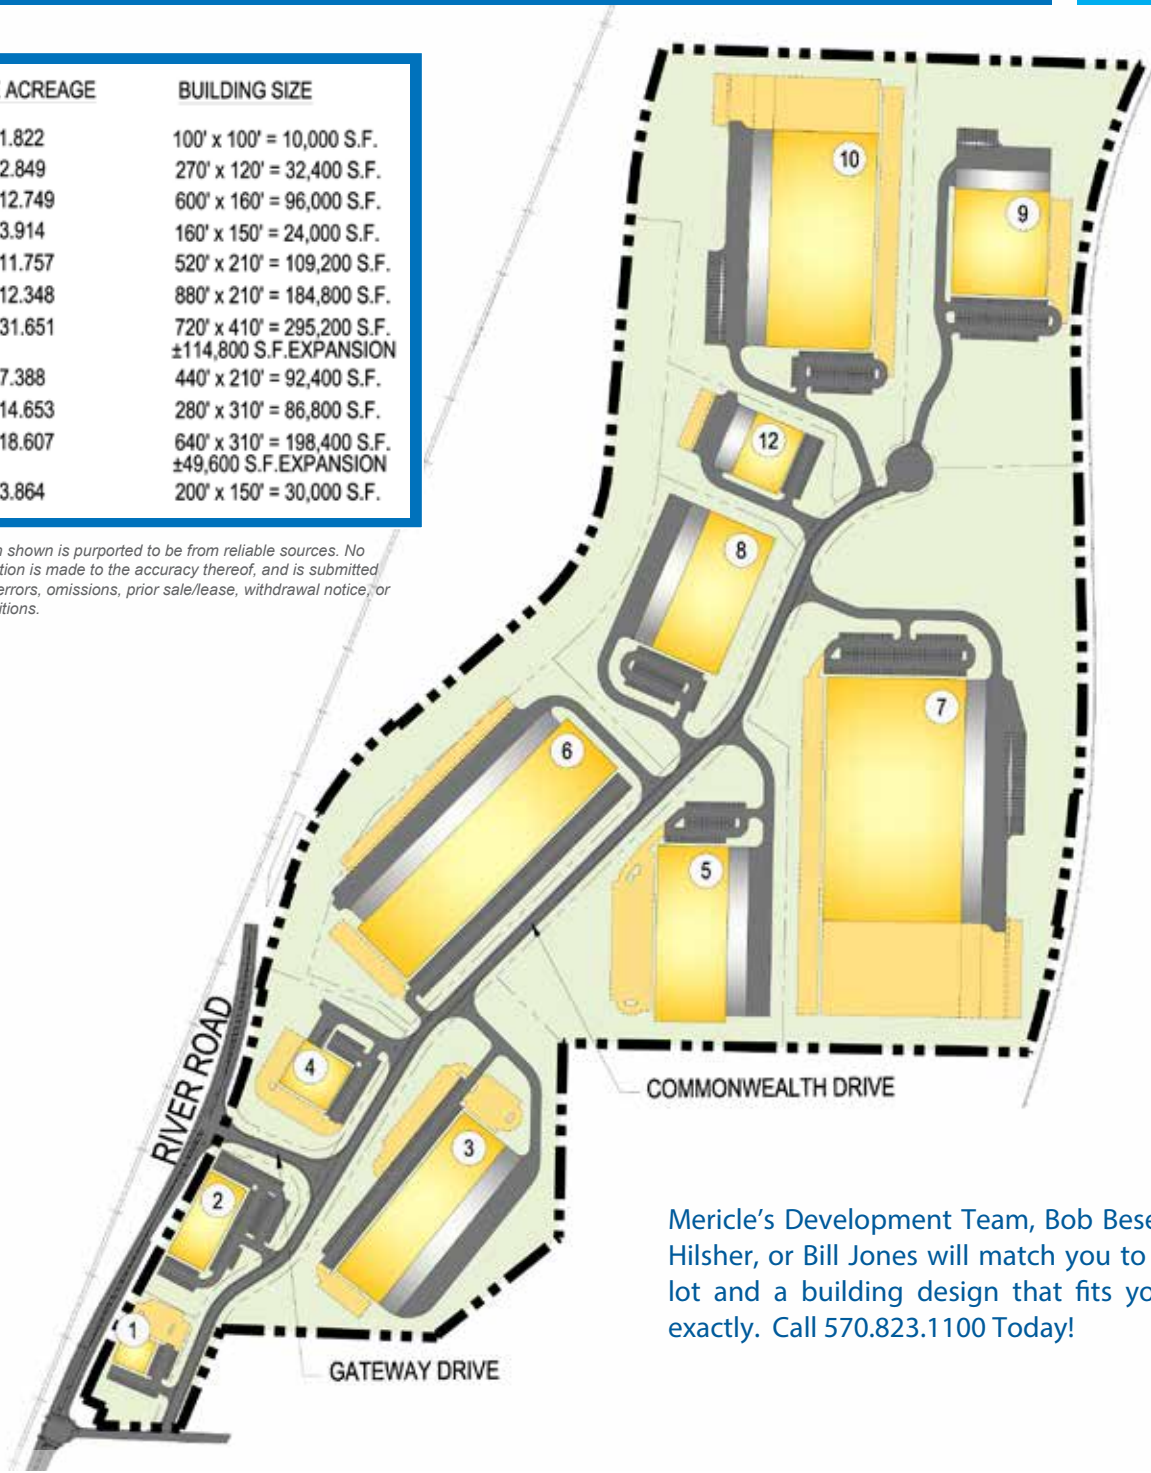 ACREAGE BUILDING SIZE
1.822 100' x 100' = 10,000 S.F.
2.849 270' x 120' = 32,400 S.F.
12.749 600' x 160' = 96,000 S.F.
3.914 160' x 150' = 24,000 S.F.
11.757 520' x 210' = 109,200 S.F.
12.348 880' x 210' = 184,800 S.F.
31.651 720' x 410' = 295,200 S.F.
±114,800 S.F.EXPANSION
7.388 440' x 210' = 92,400 S.F.
14.653 280' x 310' = 86,800 S.F.
18.607 640' x 310' = 198,400 S.F.
±49,600 S.F.EXPANSION
3.864 200' x 150' = 30,000 S.F.
shown is purported to be from reliable sources. No
tion is made to the accuracy thereof, and is submitted
errors, omissions, prior sale/lease, withdrawal notice, or
itions.
10
9
12
8
7
6
5
4
3
2
1
RIVER ROAD
COMMONWEALTH DRIVE
GATEWAY DRIVE
Mericle's Development Team, Bob Bese
Hilsher, or Bill Jones will match you to
lot and a building design that fits yo
exactly. Call 570.823.1100 Today!